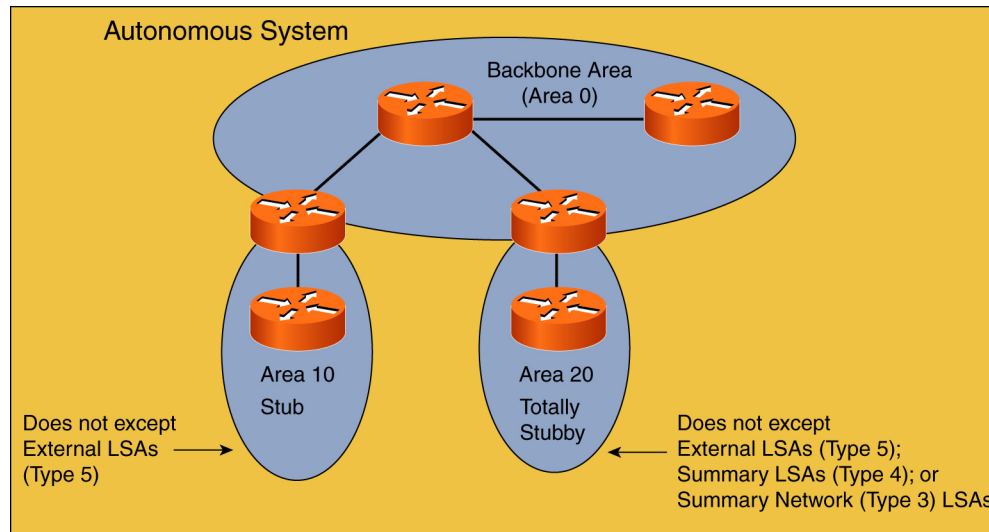 Autonomous System
Backbone Area
(Area 0)
Area 10
Stub
Area 20
Totally
Stubby
Does not except
External LSAs
(Type 5)
Does not except
External LSAs (Type 5);
Summary LSAs (Type 4); or
Summary Network (Type 3) LSAs